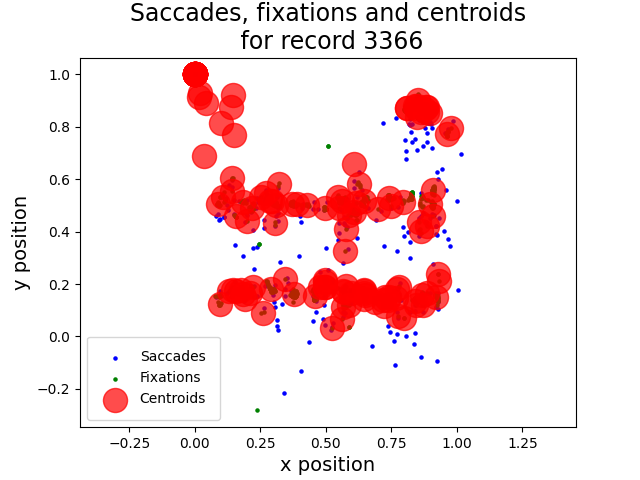 Saccades, fixations and centroids
for record 3366
1.0
0.8
0.6
0.4
0.2
0.0
−0.2
y position
Saccades
Fixations
Centroids
−0.25 0.00 0.25 0.50 0.75 1.00 1.25
x position